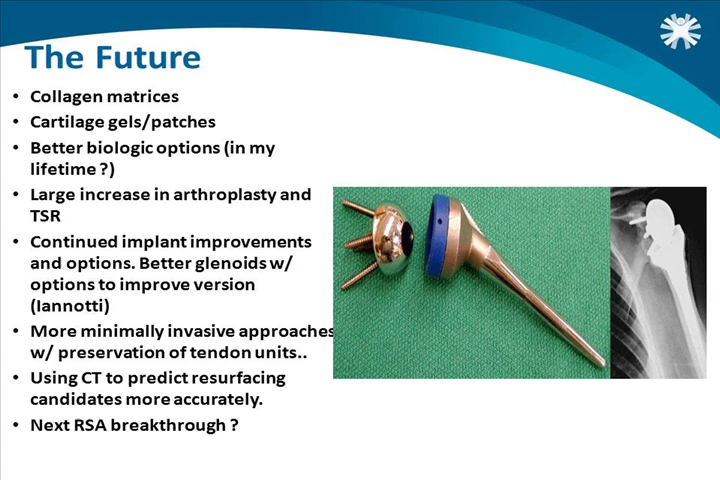 The Future
• Collagen matrices
• Cartilage gels/patches
• Better biologic options (in my
lifetime ?)
• Large increase in arthroplasty and
TSR
• Continued implant improvements
and options. Better glenoids w/
options to improve version
(Iannotti)
• More minimally invasive approaches
w/ preservation of tendon units..
• Using CT to predict resurfacing
candidates more accurately.
• Next RSA breakthrough ?